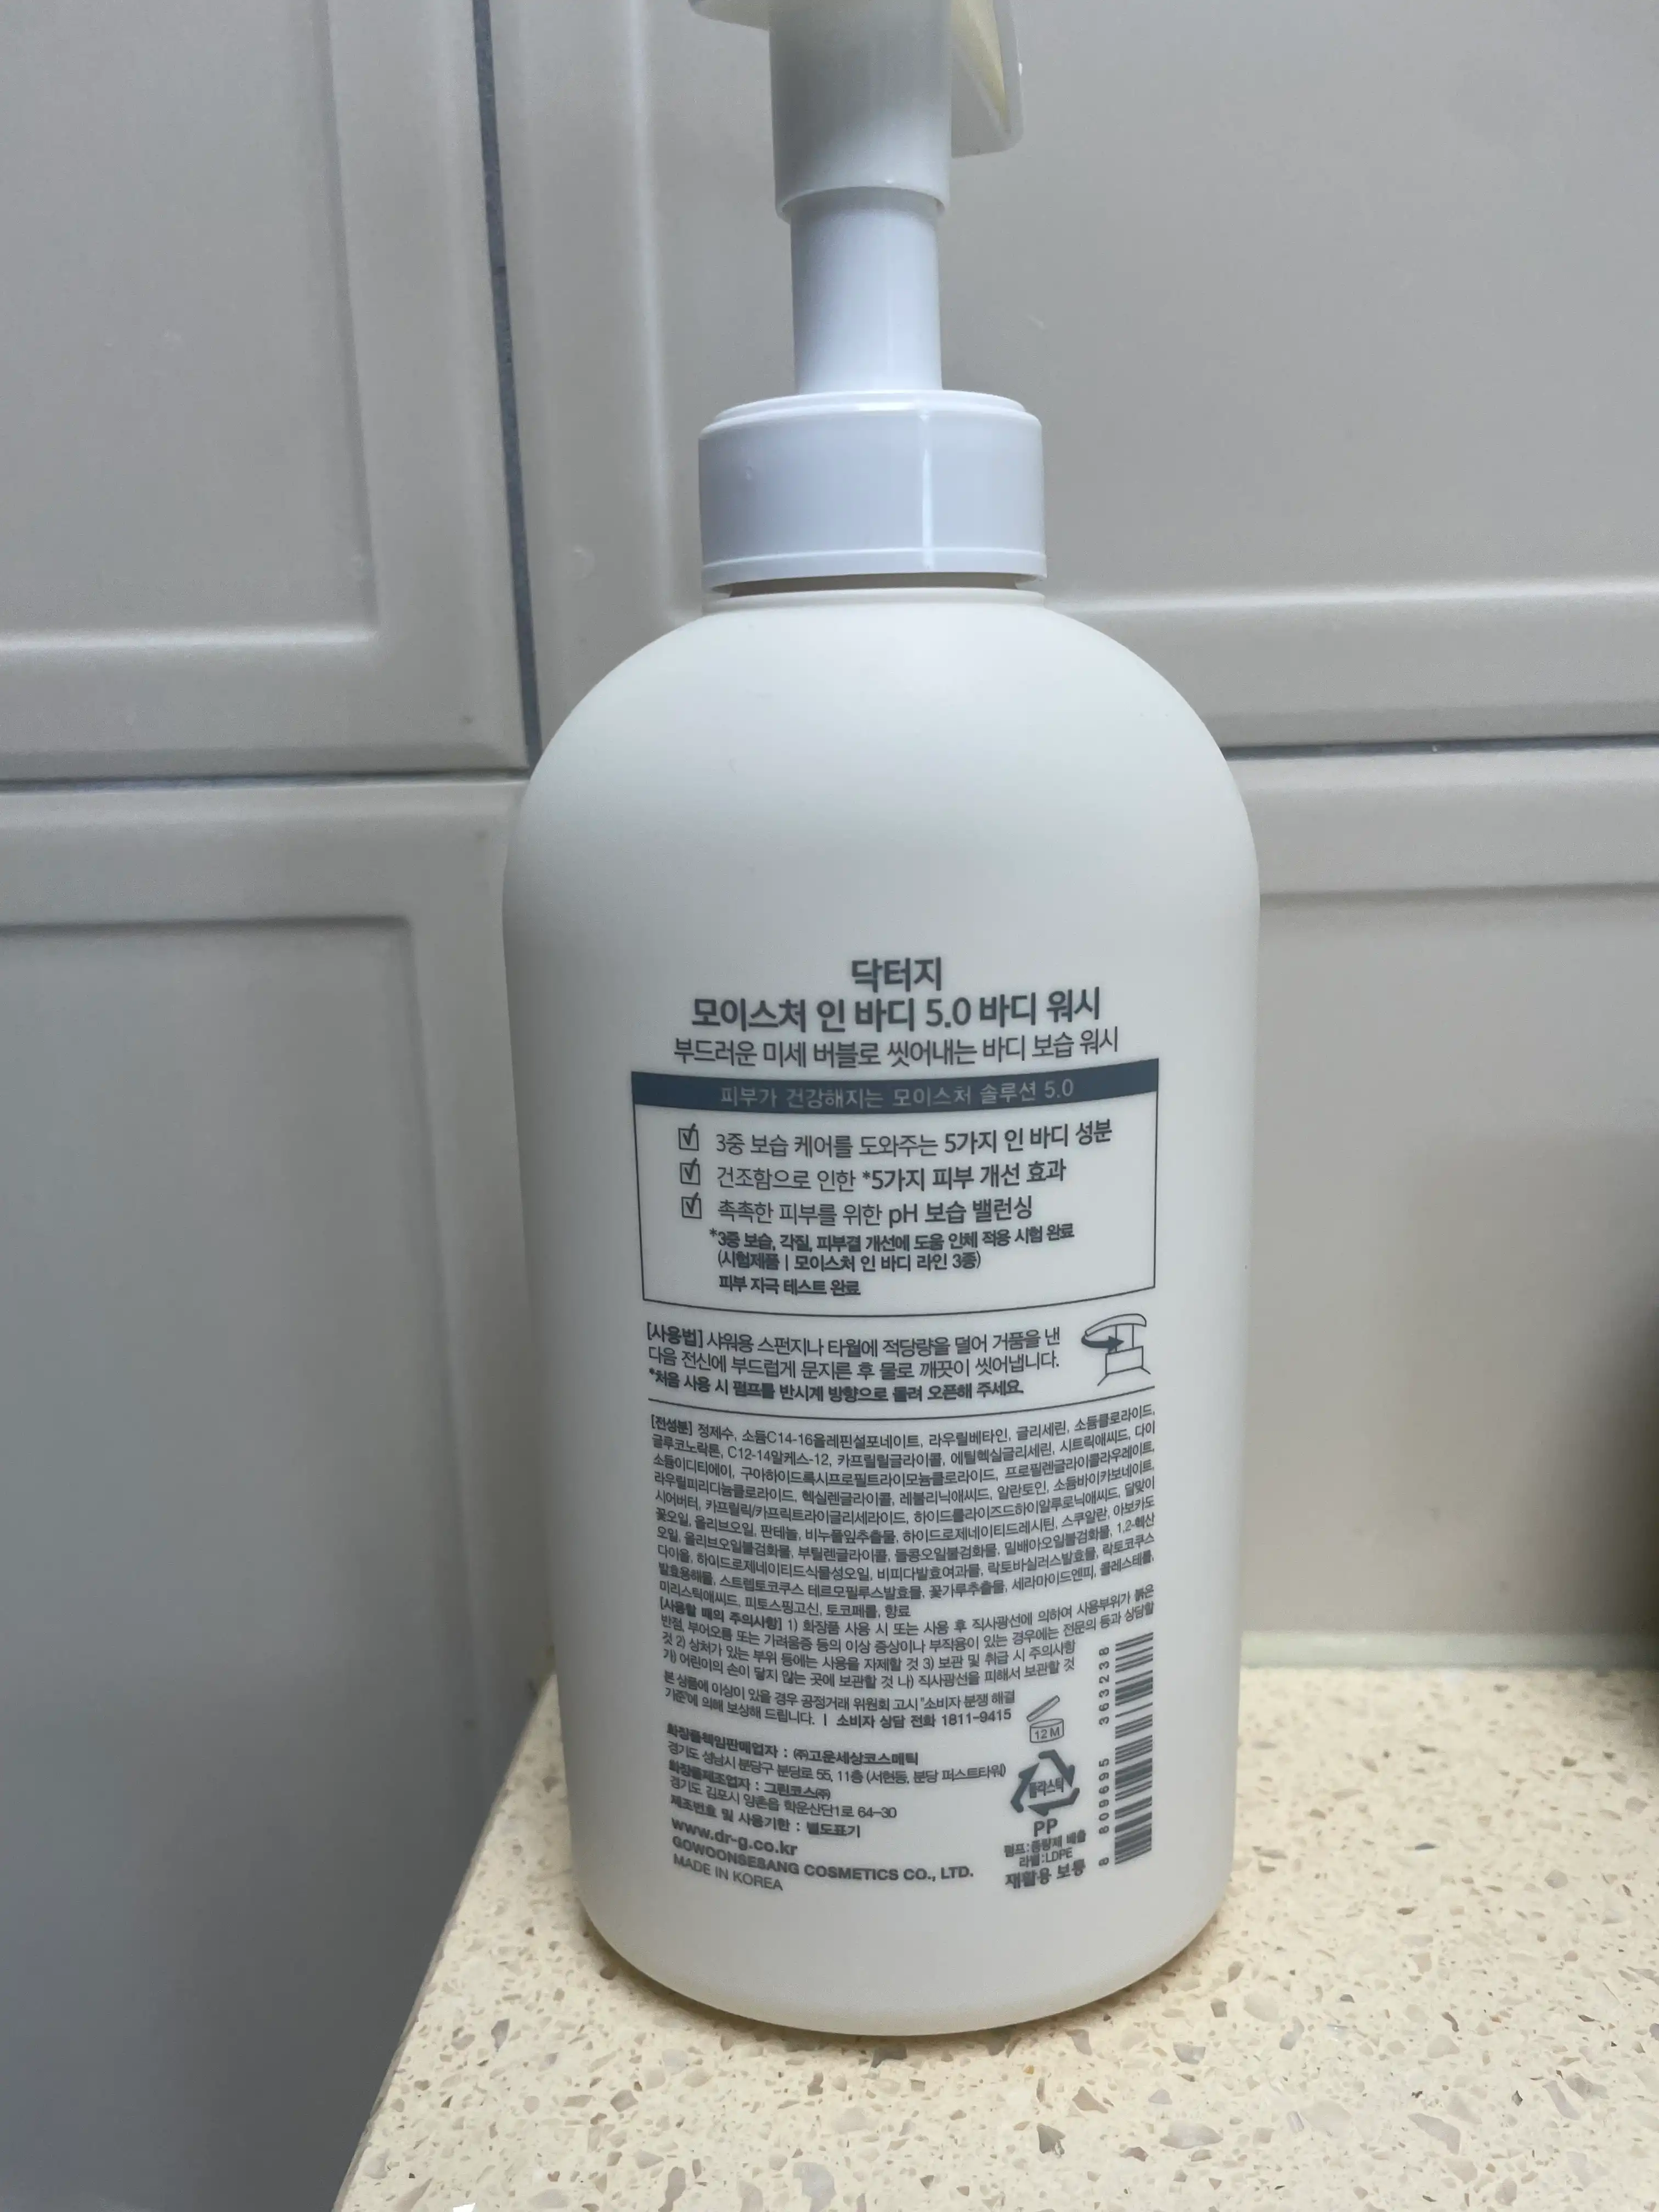 닥터지
모이스처 인 바디 5.0 바디 워시
부드러운 미세 버블로 씻어내는 바디 보습 워시
피부가 건강해지는 모이스처 솔루션 5.0
3중 보습 케어를 도와주는 5가지 인 바디 성분
건조함으로 인한 *5가지 피부 개선 효과
촉촉한 피부를 위한 pH 보습 밸런싱
*3중 보습, 각질, 피부결 개선에 도움 인체 적용 시험 완료
(시험제품 | 모이스처 인 바디 라인 3종)
피부 자극 테스트 완료
[사용법] 샤워용 스펀지나 타월에 적당량을 덜어 거품을 낸
다음 전신에 부드럽게 문지른 후 물로 깨끗이 씻어냅니다.
*처음 사용 시 펌프를 반시계 방향으로 돌려 오픈해 주세요.
[전성분] 정제수, 소듐C14-16올레핀설포네이트, 라우릴베타인, 글리세린, 소듐클로라이드,
글루코노락톤, C12-14알케스-12, 카프릴릴글라이콜, 에틸헥실글리세린, 시트릭애씨드, 다이
소듐이디티에이, 구아하이드록시프로필트라이모늄클로라이드, 프로필렌글라이콜라우레이트,
라우릴피리디늄클로라이드, 헥실렌글라이콜, 레불리닉애씨드, 알란토인, 소듐바이카보네이트,
시어버터, 카프릴릭/카프릭트라이글리세라이드, 하이드롤라이즈드하이알루로닉애씨드, 달맞이
꽃오일, 올리브오일, 판테놀, 비누풀잎추출물, 하이드로제네이티드레시틴, 스쿠알란, 아보카도
오일, 올리브오일불검화물, 부틸렌글라이콜, 들콩오일불검화물, 밀배아오일불검화물, 1,2-헥산
다이올, 하이드로제네이티드식물성오일, 비피다발효여과물, 락토바실러스발효물, 락토코쿠스
발효용해물, 스트렙토코쿠스 테르모필루스발효물, 꽃가루추출물, 세라마이드엔피, 콜레스테롤,
미리스틱애씨드, 피토스핑고신, 토코페롤, 향료
[사용할 때의 주의사항] 1) 화장품 사용 시 또는 사용 후 직사광선에 의하여 사용부위가 붉은
반점, 부어오름 또는 가려움증 등의 이상 증상이나 부작용이 있는 경우에는 전문의 등과 상담할
것 2) 상처가 있는 부위 등에는 사용을 자제할 것 3) 보관 및 취급 시 주의사항
가) 어린이의 손이 닿지 않는 곳에 보관할 것 나) 직사광선을 피해서 보관할 것
본 상품에 이상이 있을 경우 공정거래 위원회 고시 "소비자 분쟁 해결
기준"에 의해 보상해 드립니다. | 소비자 상담 전화 1811-9415
화장품책임판매업자 : ㈜고운세상코스메틱
경기도 성남시 분당구 분당로 55, 11층 (서현동, 분당 퍼스트타워)
화장품제조업자 : 그린코스㈜
경기도 김포시 양촌읍 학운산단1로 64-30
제조번호 및 사용기한 : 별도표기
www.dr-g.co.kr
GOWOONSESANG COSMETICS CO., LTD.
MADE IN KOREA
12M
플라스틱
PP
펌프:종량제 배출
라벨:LDPE
재활용 보통
8 809695 363238